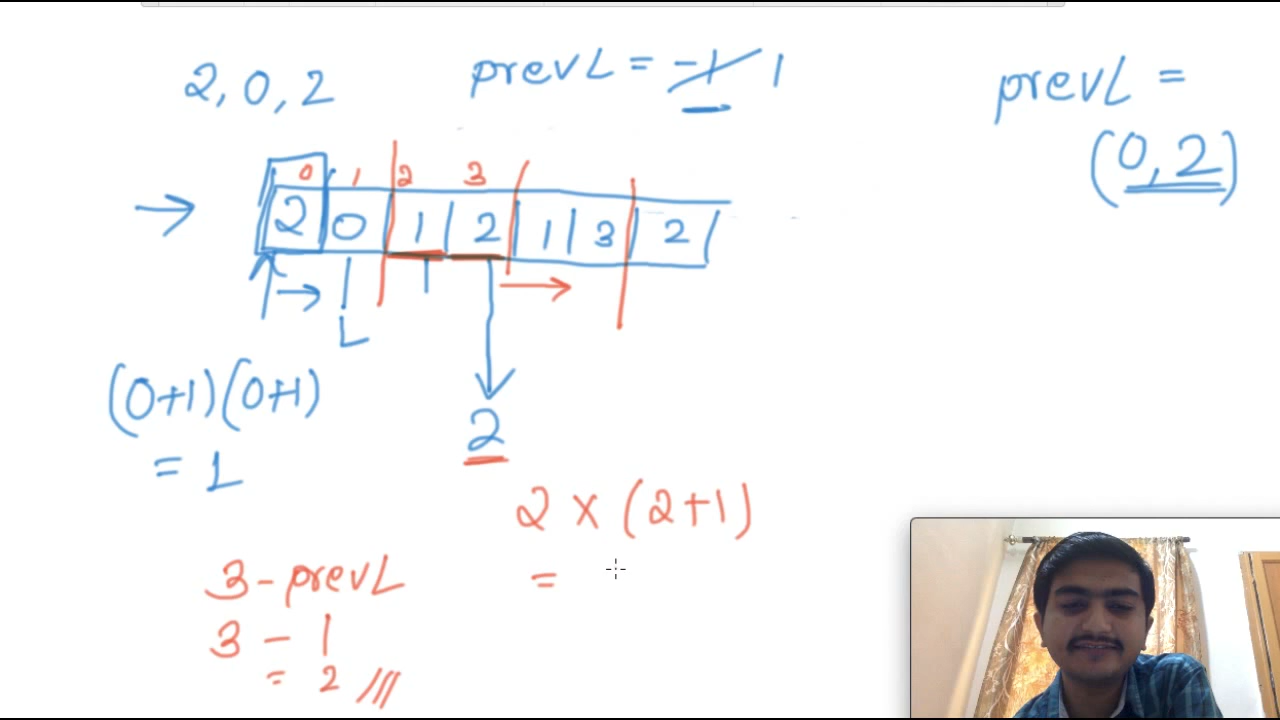 2, 0, 2
prevL = -1 1
prevL =
(0, 2)
0 1 2 3
2 0 1 2 1 3 2
L
(0+1)(0+1)
= 1
2
2 × (2+1)
=
3 - prevL
3 - 1
= 2 ///